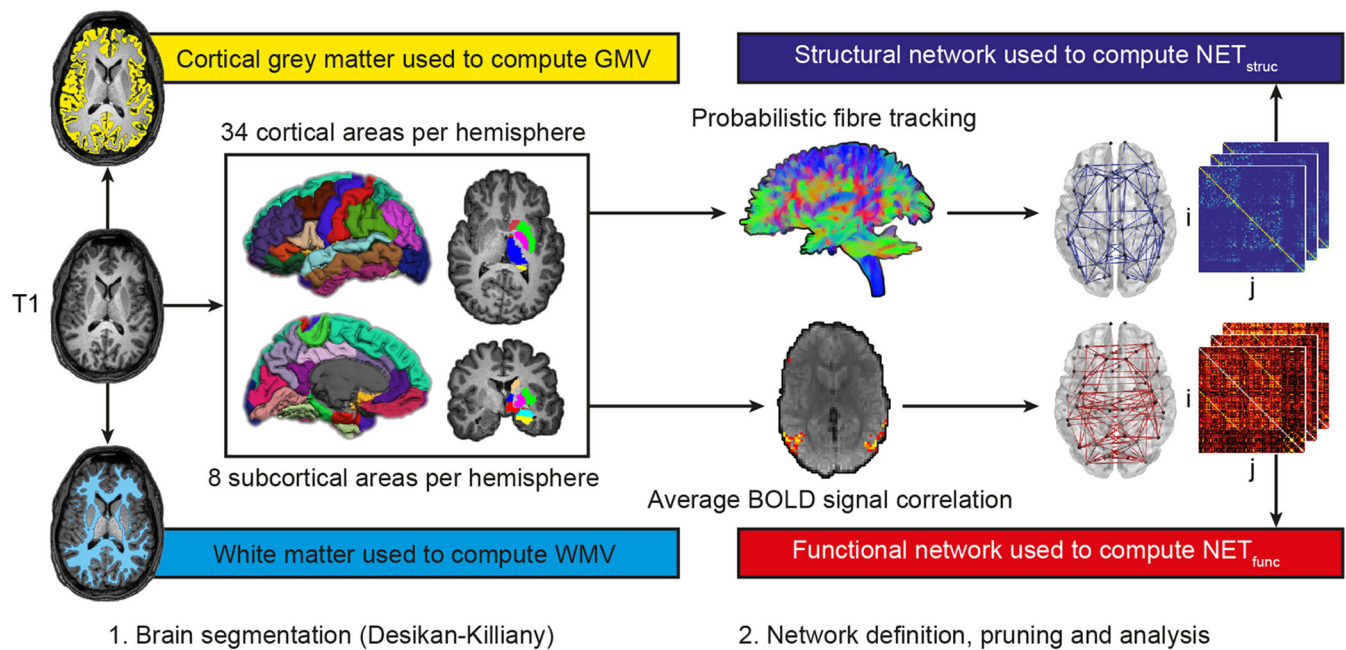 Cortical grey matter used to compute GMV
Structural network used to compute NETstruc
34 cortical areas per hemisphere
Probabilistic fibre tracking
i
j
T1
i
j
8 subcortical areas per hemisphere
Average BOLD signal correlation
White matter used to compute WMV
Functional network used to compute NETfunc
1. Brain segmentation (Desikan-Killiany)
2. Network definition, pruning and analysis